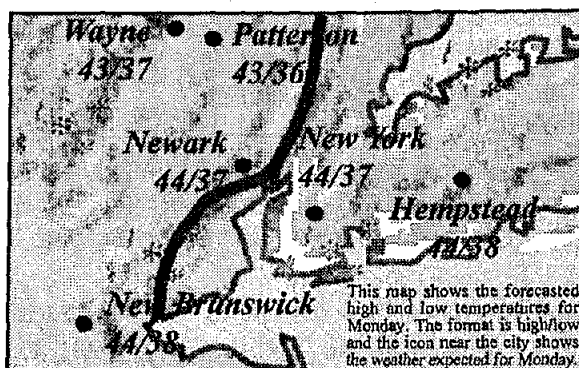 Wayne
43/37
Patterson
43/36
Newark
44/37
New York
44/37
Hempstead
44/38
New Brunswick
44/38
This map shows the forecasted
high and low temperatures for
Monday. The format is high/low
and the icon near the city shows
the weather expected for Monday.